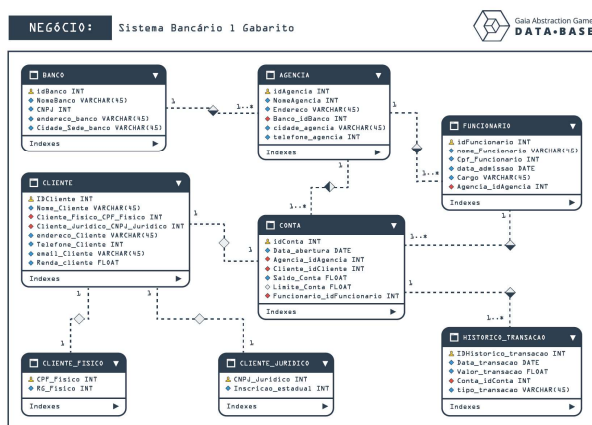 NEGÓCIO:
Sistema Bancário 1 Gabarito
Gaia Abstraction Game
DATA•BASE
BANCO
idBanco INT
NomeBanco VARCHAR(45)
CNPJ INT
endereco_banco VARCHAR(45)
Cidade_Sede_banco VARCHAR(45)
Indexes
1
1..*
AGENCIA
idAgencia INT
NomeAgencia INT
Endereco VARCHAR(45)
Banco_idBanco INT
cidade_agencia VARCHAR(45)
telefone_agencia INT
Indexes
1
1..*
1
1..*
FUNCIONARIO
idFuncionario INT
nome_Funcionario VARCHAR(45)
Cpf_Funcionario INT
data_admissao DATE
Cargo VARCHAR(45)
Agencia_idAgencia INT
Indexes
1
1..*
CLIENTE
IDCliente INT
Nome_Cliente VARCHAR(45)
Cliente_Fisico_CPF_Fisico INT
Cliente_Juridico_CNPJ_Juridico INT
endereco_Cliente VARCHAR(45)
Telefone_Cliente INT
email_Cliente VARCHAR(45)
Renda_cliente FLOAT
Indexes
1
1
CONTA
idConta INT
Data_abertura DATE
Agencia_idAgencia INT
Cliente_idCliente INT
Saldo_Conta FLOAT
Limite_Conta FLOAT
Funcionario_idFuncionario INT
Indexes
1
1..*
1
1
1
1
CLIENTE_FISICO
CPF_Fisico INT
RG_Fisico INT
Indexes
CLIENTE_JURIDICO
CNPJ_Juridico INT
Inscricao_estadual INT
Indexes
HISTORICO_TRANSACAO
IDHistorico_transacao INT
Data_transacao DATE
Valor_transacao FLOAT
Conta_idConta INT
tipo_transacao VARCHAR(45)
Indexes